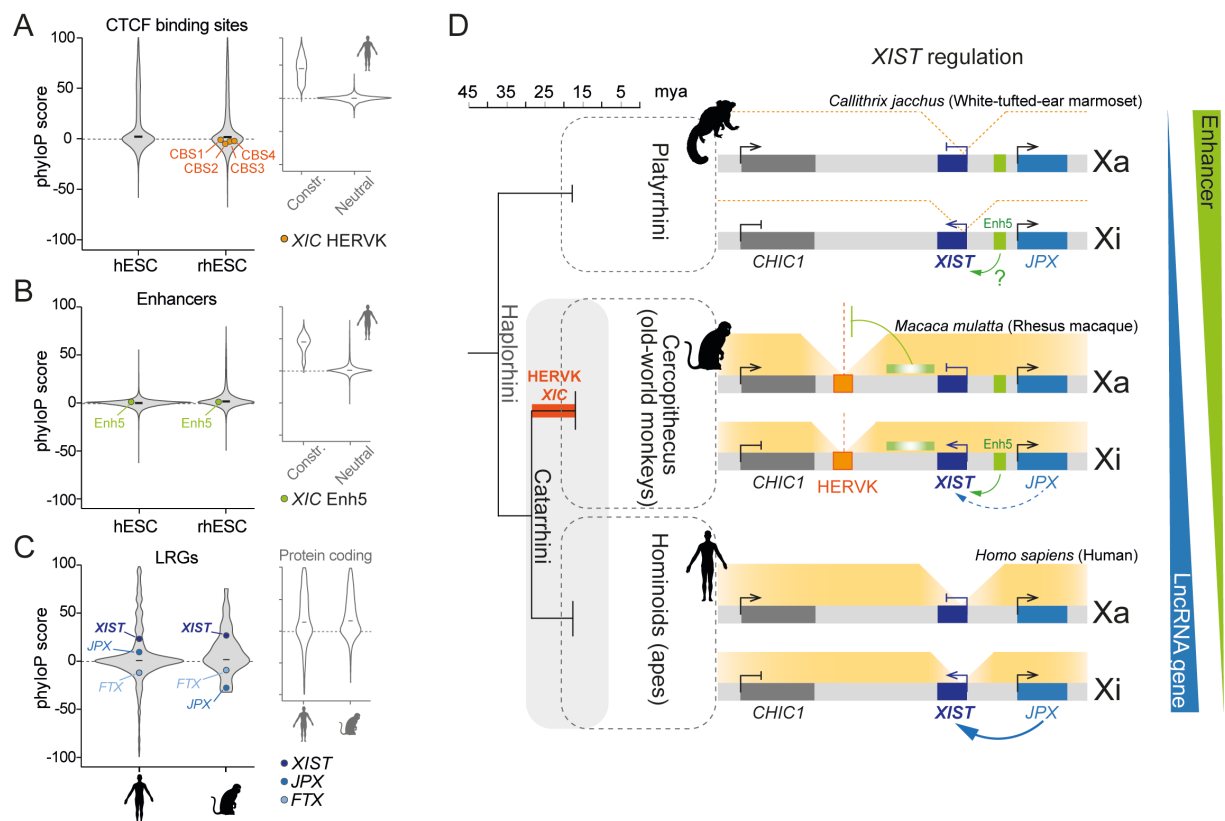 A
CTCF binding sites
phyloP score
100
50
0
-50
-100
CBS1
CBS2
CBS4
CBS3
hESC
rhESC
Constr.
Neutral
XIC HERVK
B
Enhancers
phyloP score
100
50
0
-50
-100
Enh5
Enh5
hESC
rhESC
Constr.
Neutral
XIC Enh5
C
LRGs
phyloP score
100
50
0
-50
-100
XIST
JPX
FTX
XIST
FTX
JPX
Protein coding
XIST
JPX
FTX
D
XIST regulation
45
35
25
15
5
mya
Haplorhini
Catarrhini
HERVK
XIC
Platyrrhini
Cercopithecus
(old-world monkeys)
Hominoids (apes)
Callithrix jacchus (White-tufted-ear marmoset)
Xa
Enh5
Xi
CHIC1
XIST
JPX
?
Macaca mulatta (Rhesus macaque)
Xa
Enh5
Xi
CHIC1
HERVK
XIST
JPX
Homo sapiens (Human)
Xa
Xi
CHIC1
XIST
JPX
Enhancer
LncRNA gene